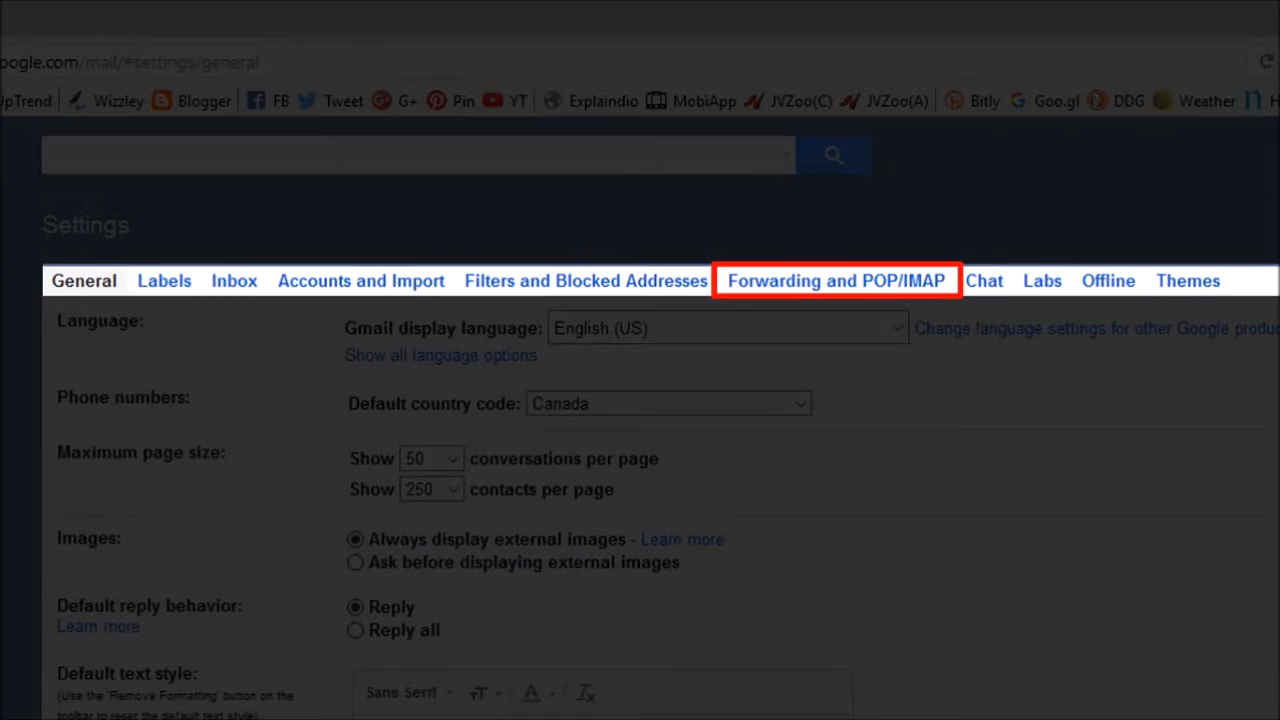 oogle.com/mail/#settings/general
UpTrend Wizzley Blogger FB Tweet G+ Pin YT Explaindio MobiApp JVZoo(C) JVZoo(A) Bitly Goo.gl DDG Weather
Settings
General Labels Inbox Accounts and Import Filters and Blocked Addresses Forwarding and POP/IMAP Chat Labs Offline Themes
Language: Gmail display language: English (US) Change language settings for other Google produc
Show all language options
Phone numbers: Default country code: Canada
Maximum page size: Show 50 conversations per page
Show 250 contacts per page
Images: Always display external images - Learn more
Ask before displaying external images
Default reply behavior: Reply
Learn more Reply all
Default text style:
(Use the 'Remove Formatting' button on the Sans Serif
toolbar to reset the default text style)